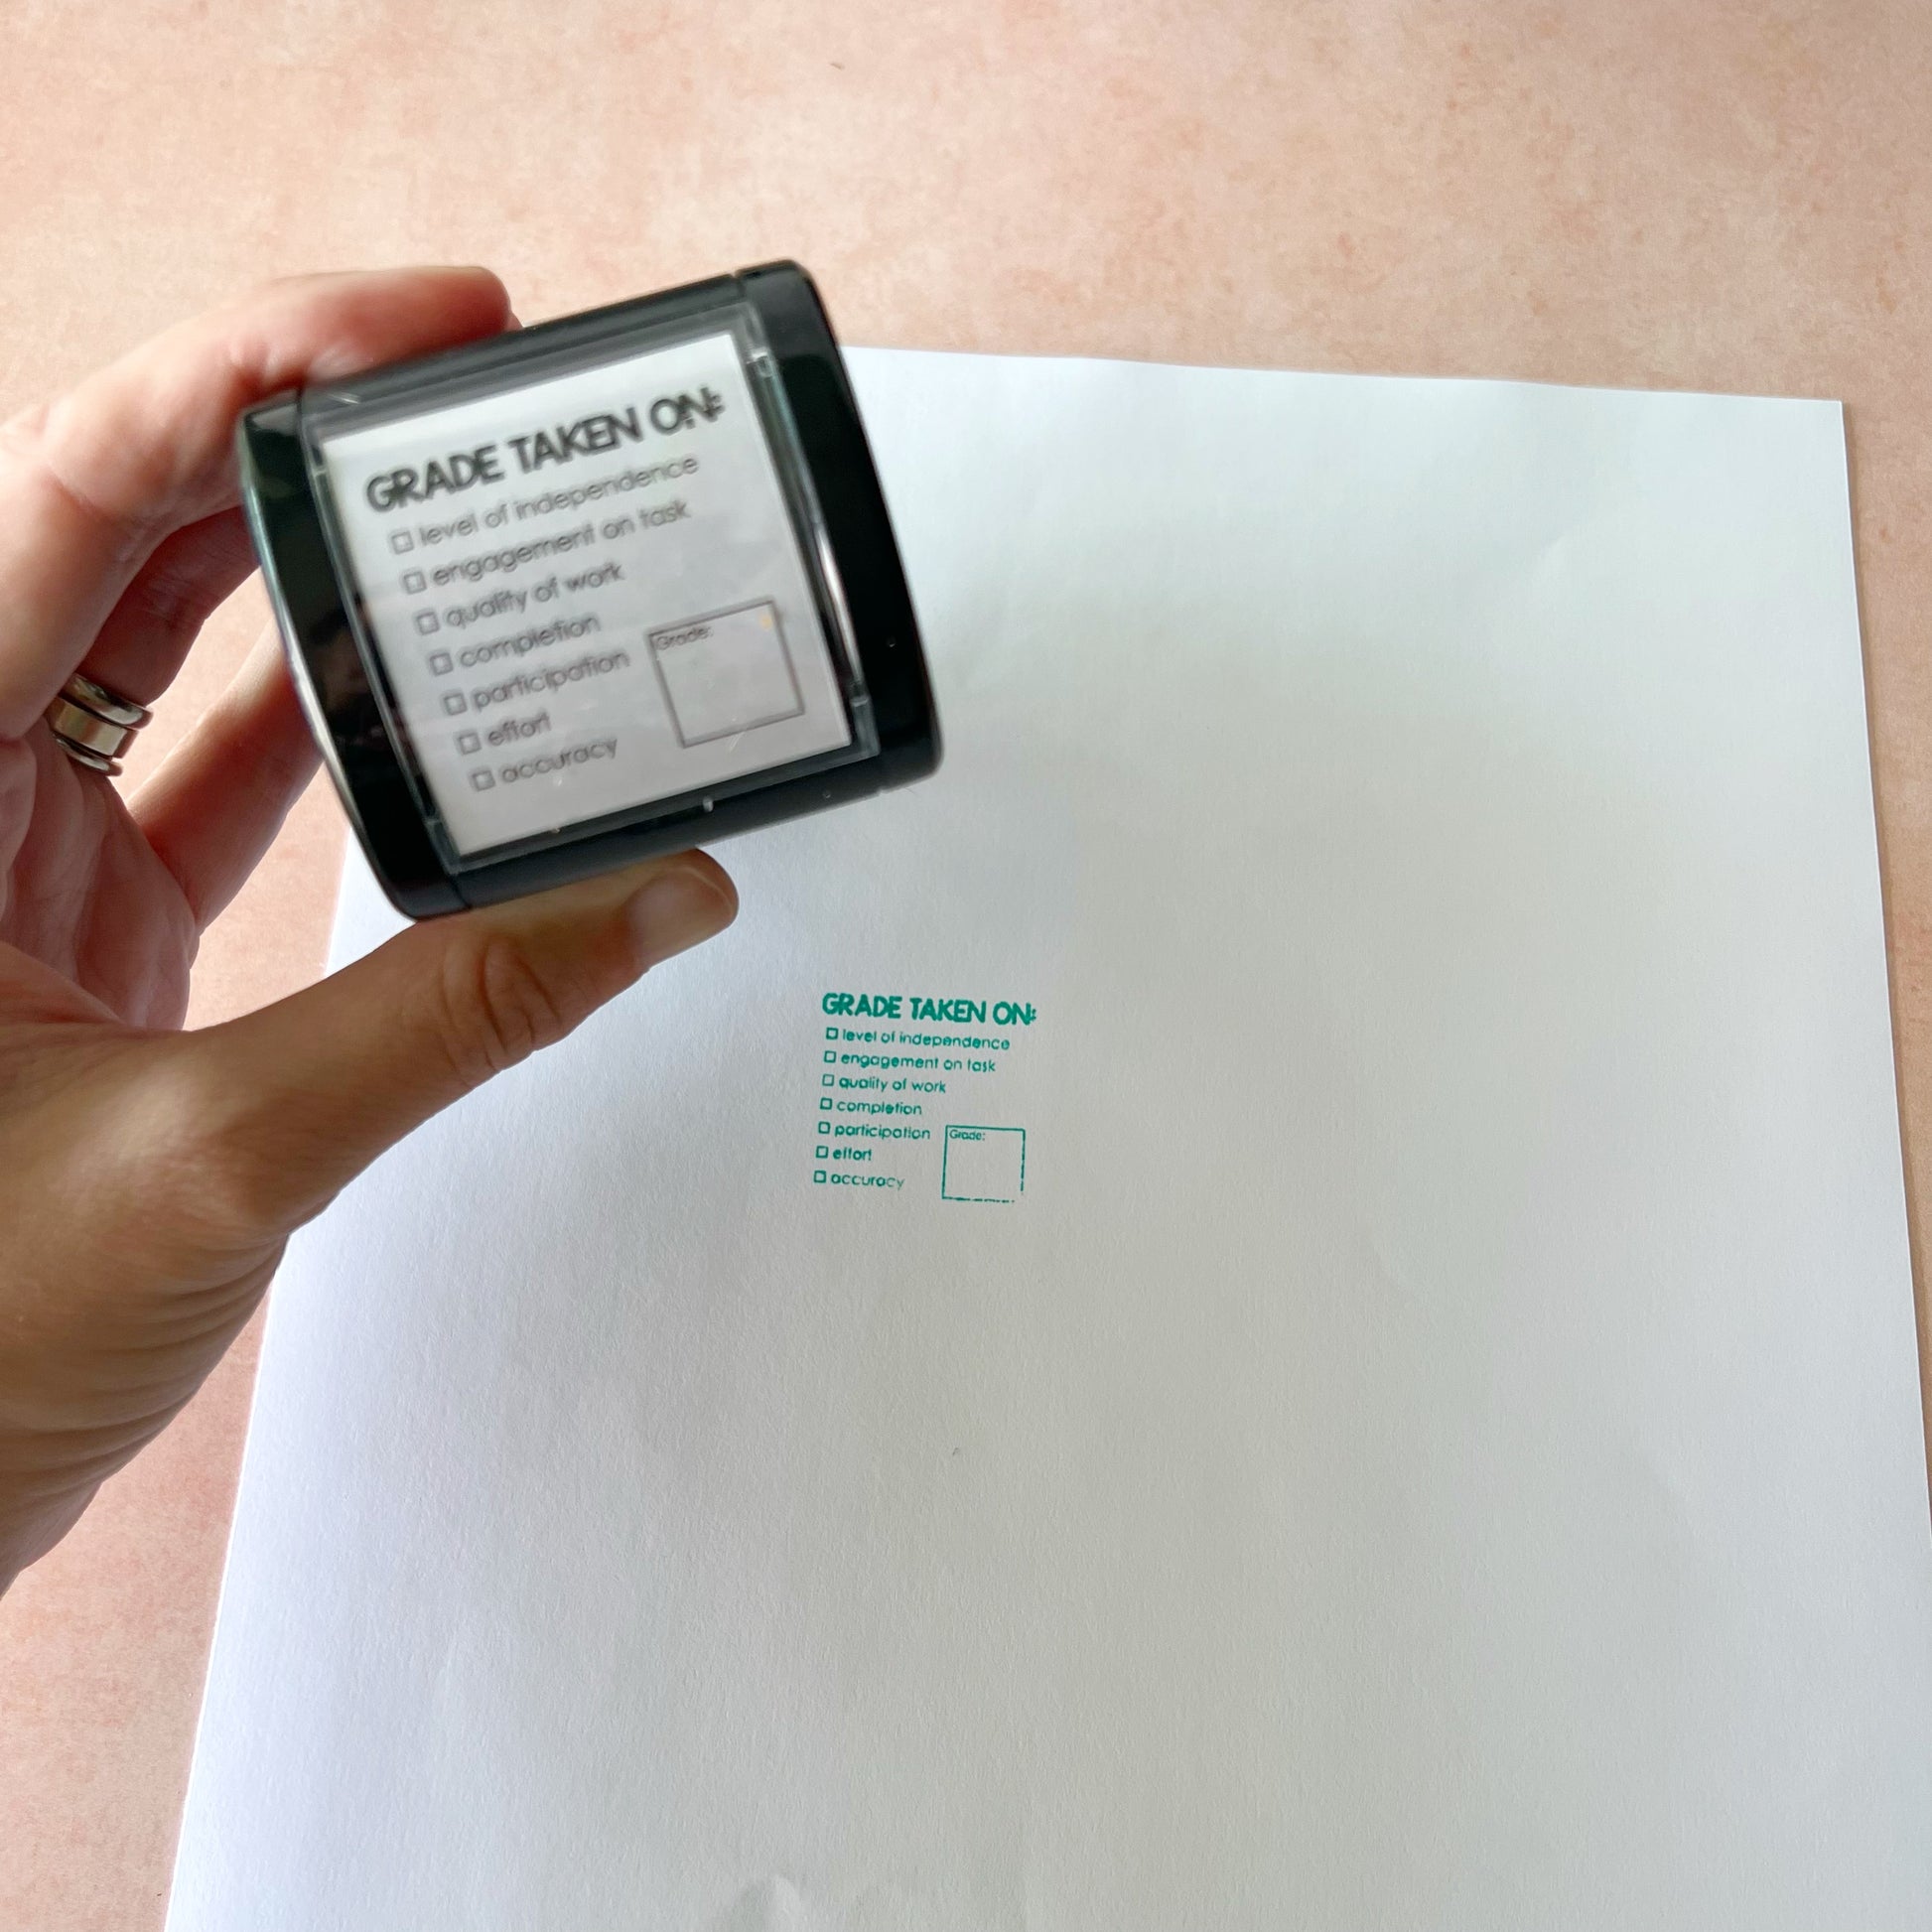 GRADE TAKEN ON:
☐ level of independence
☐ engagement on task
☐ quality of work
☐ completion
☐ participation
☐ effort
☐ accuracy
Grade:
GRADE TAKEN ON:
☐ level of independence
☐ engagement on task
☐ quality of work
☐ completion
☐ participation
☐ effort
☐ accuracy
Grade: